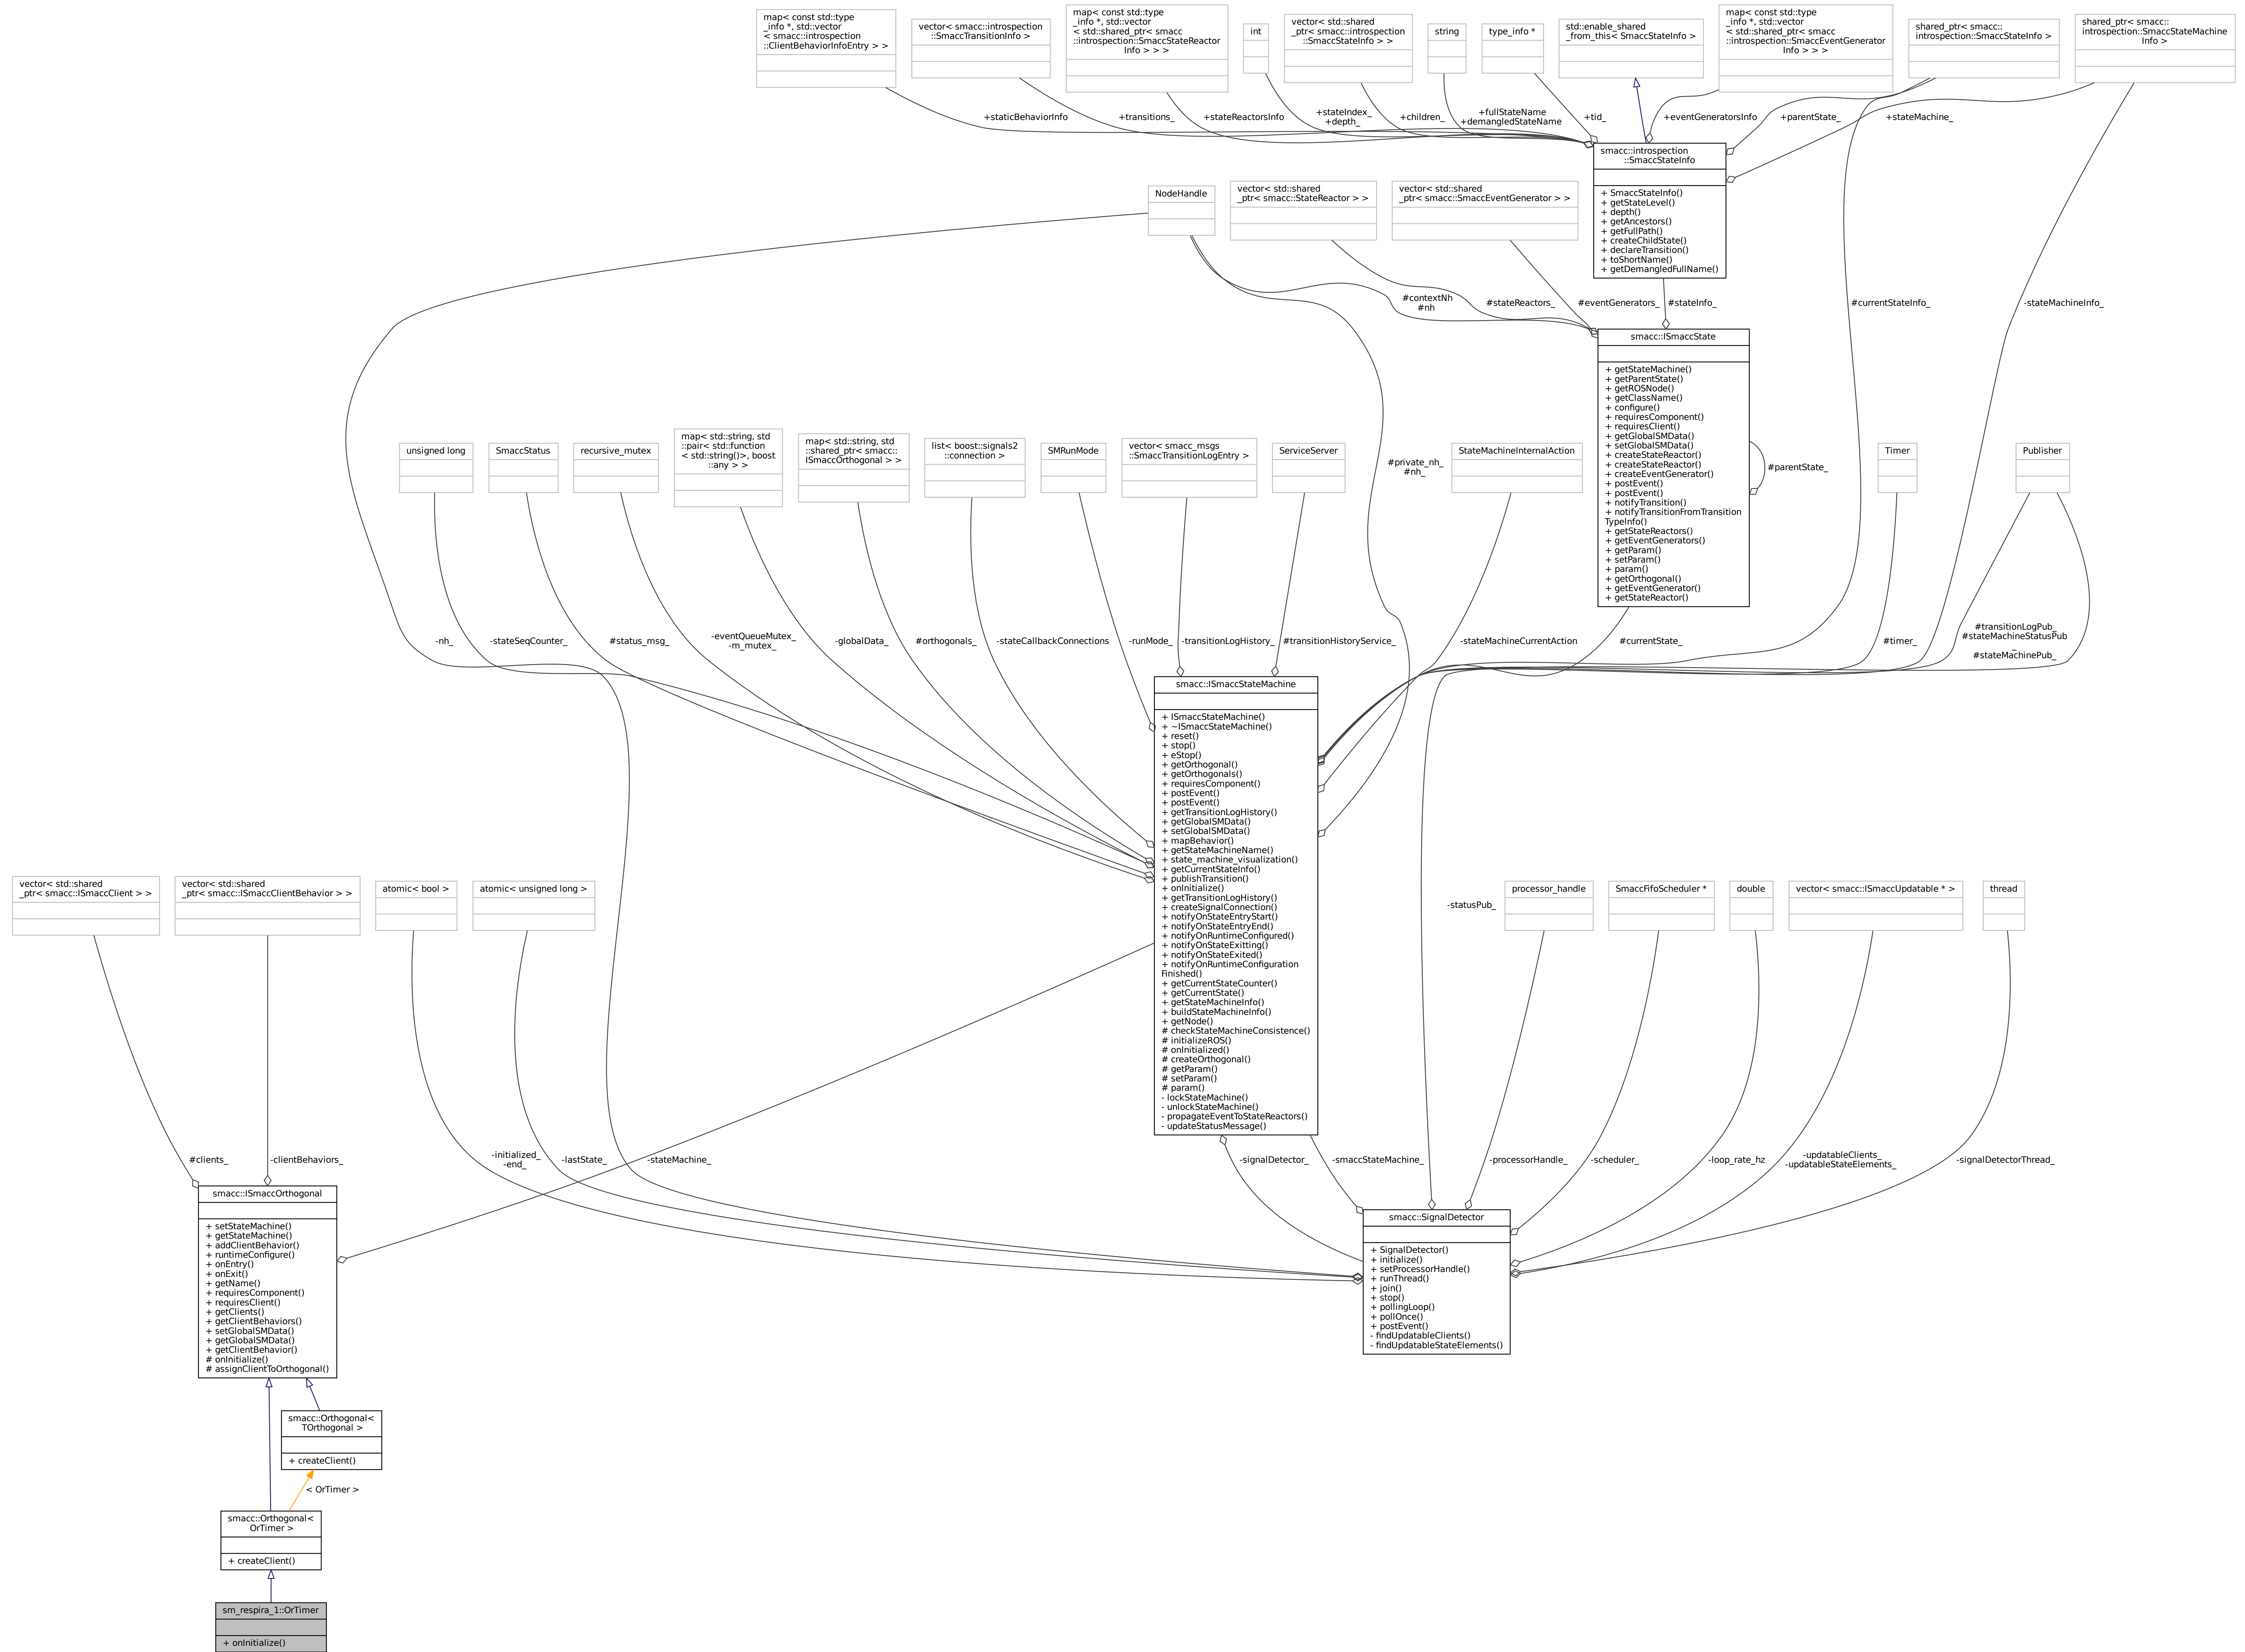 map< const std::type
_info *, std::vector
< smacc::introspection
::ClientBehaviorInfoEntry > >
vector< smacc::introspection
::SmaccTransitionInfo >
map< const std::type
_info *, std::vector
< std::shared_ptr< smacc
::introspection::SmaccStateReactor
Info > > >
int
vector< std::shared
_ptr< smacc::introspection
::SmaccStateInfo > >
string
type_info *
std::enable_shared
_from_this< SmaccStateInfo >
map< const std::type
_info *, std::vector
< std::shared_ptr< smacc
::introspection::SmaccEventGenerator
Info > > >
shared_ptr< smacc::
introspection::SmaccStateInfo >
shared_ptr< smacc::
introspection::SmaccStateMachine
Info >
+staticBehaviorInfo
+transitions_
+stateReactorsInfo
+stateIndex_
+depth_
+children_
+fullStateName
+demangledStateName
+tid_
+eventGeneratorsInfo
+parentState_
+stateMachine_
smacc::introspection
::SmaccStateInfo
+ SmaccStateInfo()
+ getStateLevel()
+ depth()
+ getAncestors()
+ getFullPath()
+ createChildState()
+ declareTransition()
+ toShortName()
+ getDemangledFullName()
NodeHandle
vector< std::shared
_ptr< smacc::StateReactor > >
vector< std::shared
_ptr< smacc::SmaccEventGenerator > >
#contextNh
#nh
#stateReactors_
#eventGenerators_
#stateInfo_
#currentStateInfo_
-stateMachineInfo_
smacc::ISmaccState
+ getStateMachine()
+ getParentState()
+ getROSNode()
+ getClassName()
+ configure()
+ requiresComponent()
+ requiresClient()
+ getGlobalSMData()
+ setGlobalSMData()
+ createStateReactor()
+ createStateReactor()
+ createEventGenerator()
+ postEvent()
+ postEvent()
+ notifyTransition()
+ notifyTransitionFromTransition
TypeInfo()
+ getStateReactors()
+ getEventGenerators()
+ getParam()
+ setParam()
+ param()
+ getOrthogonal()
+ getEventGenerator()
+ getStateReactor()
#parentState_
unsigned long
SmaccStatus
recursive_mutex
map< std::string, std
::pair< std::function
< std::string()>, boost
::any > >
map< std::string, std
::shared_ptr< smacc::
ISmaccOrthogonal > >
list< boost::signals2
::connection >
SMRunMode
vector< smacc_msgs
::SmaccTransitionLogEntry >
ServiceServer
#private_nh_
#nh_
StateMachineInternalAction
Timer
Publisher
-nh_
-stateSeqCounter_
#status_msg_
-eventQueueMutex_
-m_mutex_
-globalData_
#orthogonals_
-stateCallbackConnections
-runMode_
-transitionLogHistory_
#transitionHistoryService_
-stateMachineCurrentAction
#currentState_
#timer_
#transitionLogPub_
#stateMachineStatusPub
_
#stateMachinePub_
smacc::ISmaccStateMachine
+ ISmaccStateMachine()
+ ~ISmaccStateMachine()
+ reset()
+ stop()
+ eStop()
+ getOrthogonal()
+ getOrthogonals()
+ requiresComponent()
+ postEvent()
+ postEvent()
+ getTransitionLogHistory()
+ getGlobalSMData()
+ setGlobalSMData()
+ mapBehavior()
+ getStateMachineName()
+ state_machine_visualization()
+ getCurrentStateInfo()
+ publishTransition()
+ onInitialize()
+ getTransitionLogHistory()
+ createSignalConnection()
+ notifyOnStateEntryStart()
+ notifyOnStateEntryEnd()
+ notifyOnRuntimeConfigured()
+ notifyOnStateExitting()
+ notifyOnStateExited()
+ notifyOnRuntimeConfiguration
Finished()
+ getCurrentStateCounter()
+ getCurrentState()
+ getStateMachineInfo()
+ buildStateMachineInfo()
+ getNode()
# checkStateMachineConsistence()
# initializeROS()
# onInitialized()
# createOrthogonal()
# getParam()
# setParam()
# param()
- lockStateMachine()
- unlockStateMachine()
- propagateEventToStateReactors()
- updateStatusMessage()
vector< std::shared
_ptr< smacc::ISmaccClient > >
vector< std::shared
_ptr< smacc::ISmaccClientBehavior > >
atomic< bool >
atomic< unsigned long >
-statusPub_
processor_handle
SmaccFifoScheduler *
double
vector< smacc::ISmaccUpdatable * >
thread
#clients_
-clientBehaviors_
-initialized_
-end_
-lastState_
-stateMachine_
-signalDetector_
-smaccStateMachine_
-processorHandle_
-scheduler_
-loop_rate_hz
-updatableClients_
-updatableStateElements_
-signalDetectorThread_
smacc::ISmaccOrthogonal
+ setStateMachine()
+ getStateMachine()
+ addClientBehavior()
+ runtimeConfigure()
+ onEntry()
+ onExit()
+ getName()
+ requiresComponent()
+ requiresClient()
+ getClients()
+ getClientBehaviors()
+ setGlobalSMData()
+ getGlobalSMData()
+ getClientBehavior()
# onInitialize()
# assignClientToOrthogonal()
smacc::SignalDetector
+ SignalDetector()
+ initialize()
+ setProcessorHandle()
+ runThread()
+ join()
+ stop()
+ pollingLoop()
+ pollOnce()
+ postEvent()
- findUpdatableClients()
- findUpdatableStateElements()
smacc::Orthogonal<
TOrthogonal >
+ createClient()
< OrTimer >
smacc::Orthogonal<
OrTimer >
+ createClient()
sm_respira_1::OrTimer
+ onInitialize()